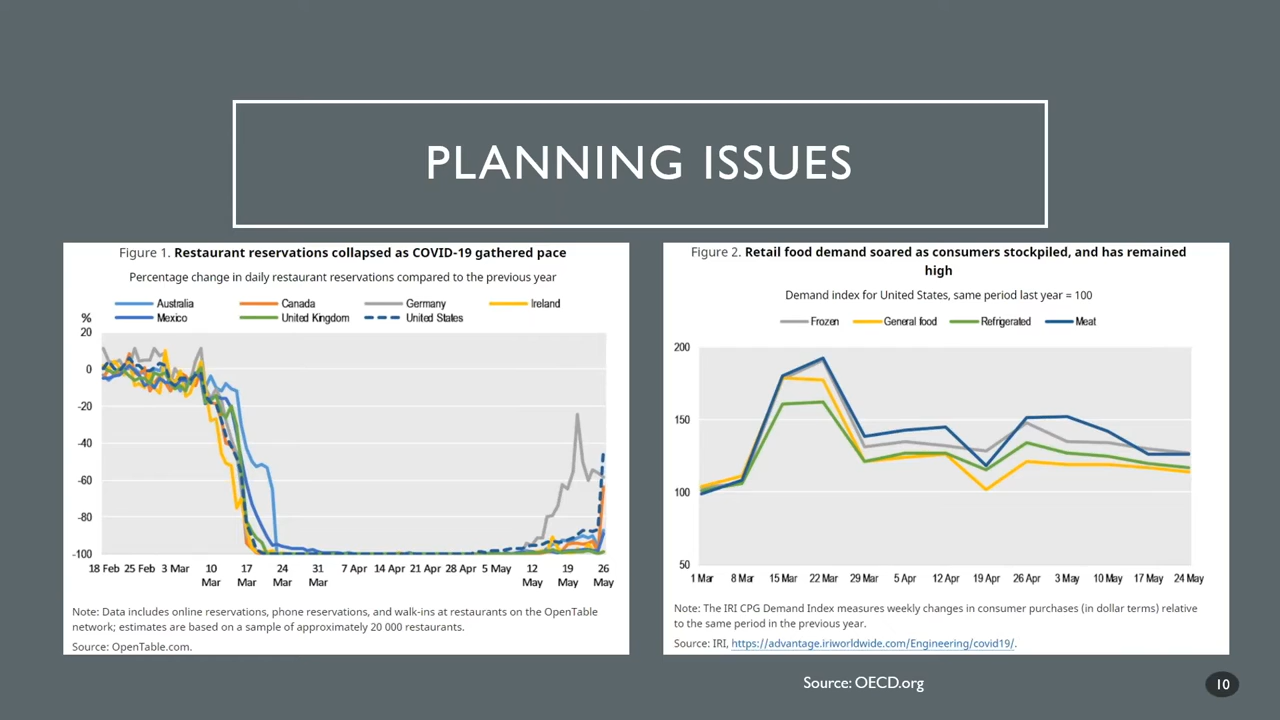 PLANNING ISSUES
Figure 1. Restaurant reservations collapsed as COVID-19 gathered pace
Percentage change in daily restaurant reservations compared to the previous year
Australia Canada Germany Ireland
Mexico United Kingdom United States
%
20
0
-20
-40
-60
-80
-100
18 Feb 25 Feb 3 Mar 10 Mar 17 Mar 24 Mar 31 Mar 7 Apr 14 Apr 21 Apr 28 Apr 5 May 12 May 19 May 26 May
Note: Data includes online reservations, phone reservations, and walk-ins at restaurants on the OpenTable
network; estimates are based on a sample of approximately 20 000 restaurants.
Source: OpenTable.com.
Figure 2. Retail food demand soared as consumers stockpiled, and has remained
high
Demand index for United States, same period last year = 100
Frozen General food Refrigerated Meat
200
150
100
50
1 Mar 8 Mar 15 Mar 22 Mar 29 Mar 5 Apr 12 Apr 19 Apr 26 Apr 3 May 10 May 17 May 24 May
Note: The IRI CPG Demand Index measures weekly changes in consumer purchases (in dollar terms) relative
to the same period in the previous year.
Source: IRI, https://advantage.iriworldwide.com/Engineering/covid19/.
Source: OECD.org
10